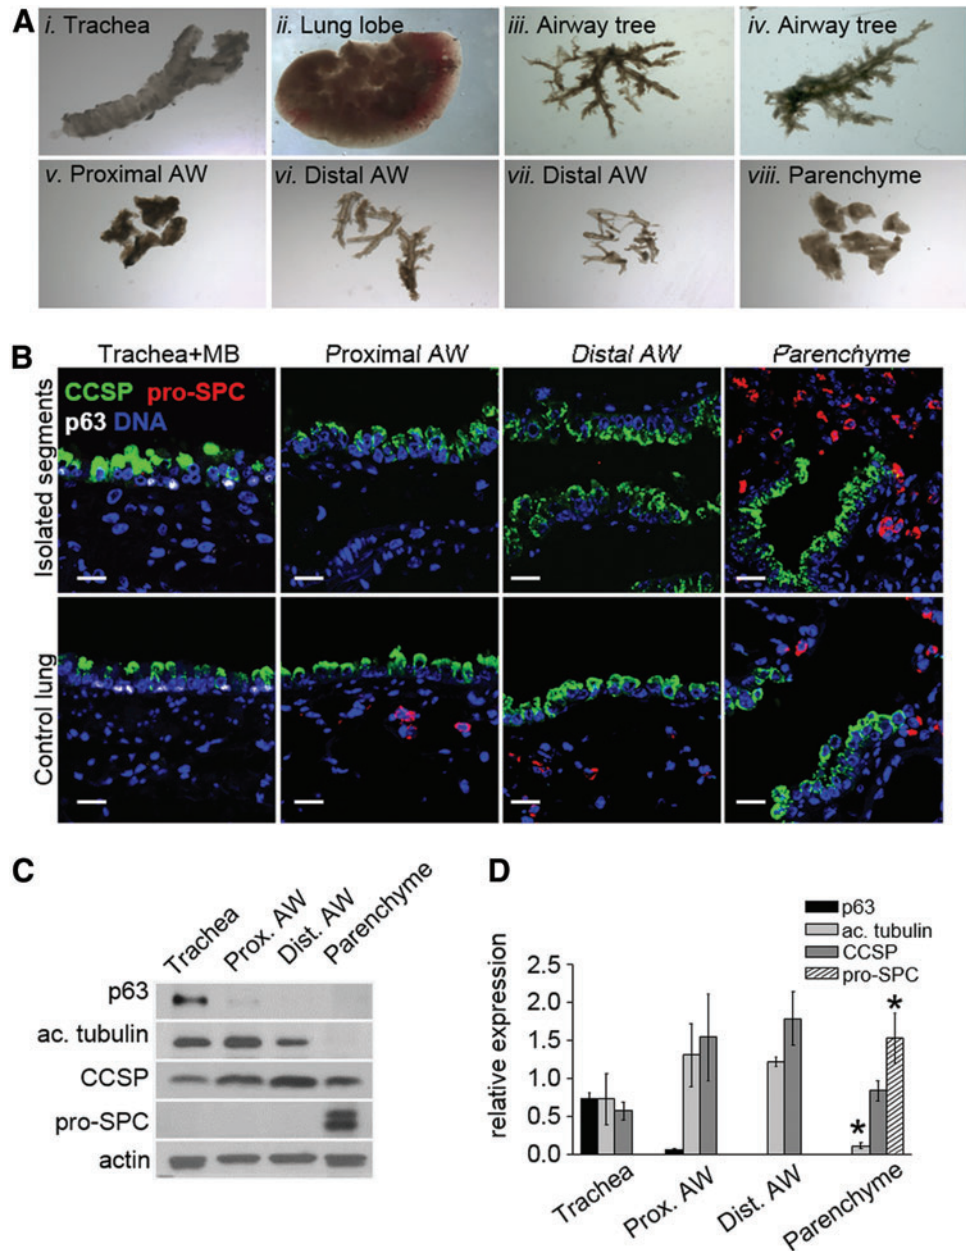 A
i. Trachea
ii. Lung lobe
iii. Airway tree
iv. Airway tree
v. Proximal AW
vi. Distal AW
vii. Distal AW
viii. Parenchyme
B
Trachea+MB
Proximal AW
Distal AW
Parenchyme
CCSP pro-SPC
p63 DNA
Isolated segments
Control lung
C
Trachea
Prox. AW
Dist. AW
Parenchyme
p63
ac. tubulin
CCSP
pro-SPC
actin
D
p63
ac. tubulin
CCSP
pro-SPC
relative expression
2.5
2.0
1.5
1.0
0.5
0.0
*
*
Trachea
Prox. AW
Dist. AW
Parenchyme